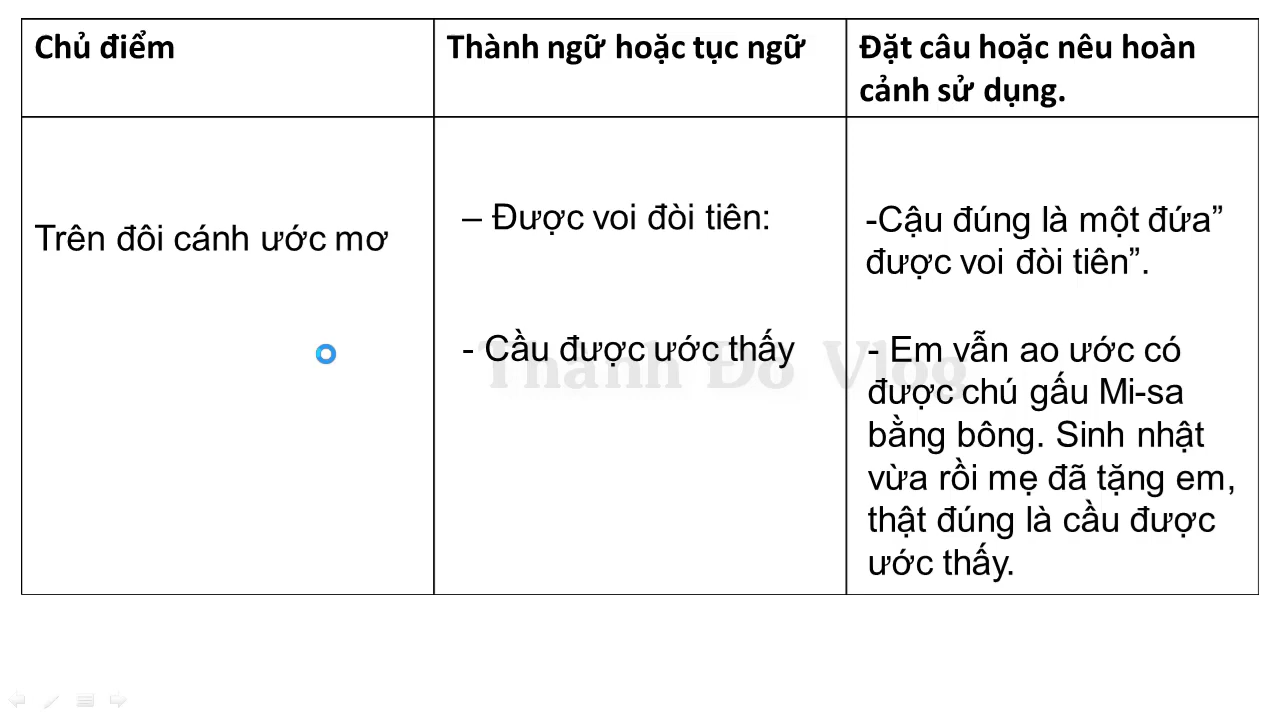 Chủ điểm
Thành ngữ hoặc tục ngữ
Đặt câu hoặc nêu hoàn
cảnh sử dụng.
Trên đôi cánh ước mơ
– Được voi đòi tiên:
- Cầu được ước thấy
-Cậu đúng là một đứa”
được voi đòi tiên”.
- Em vẫn ao ước có
được chú gấu Mi-sa
bằng bông. Sinh nhật
vừa rồi mẹ đã tặng em,
thật đúng là cầu được
ước thấy.
Thanh Đo Vlog